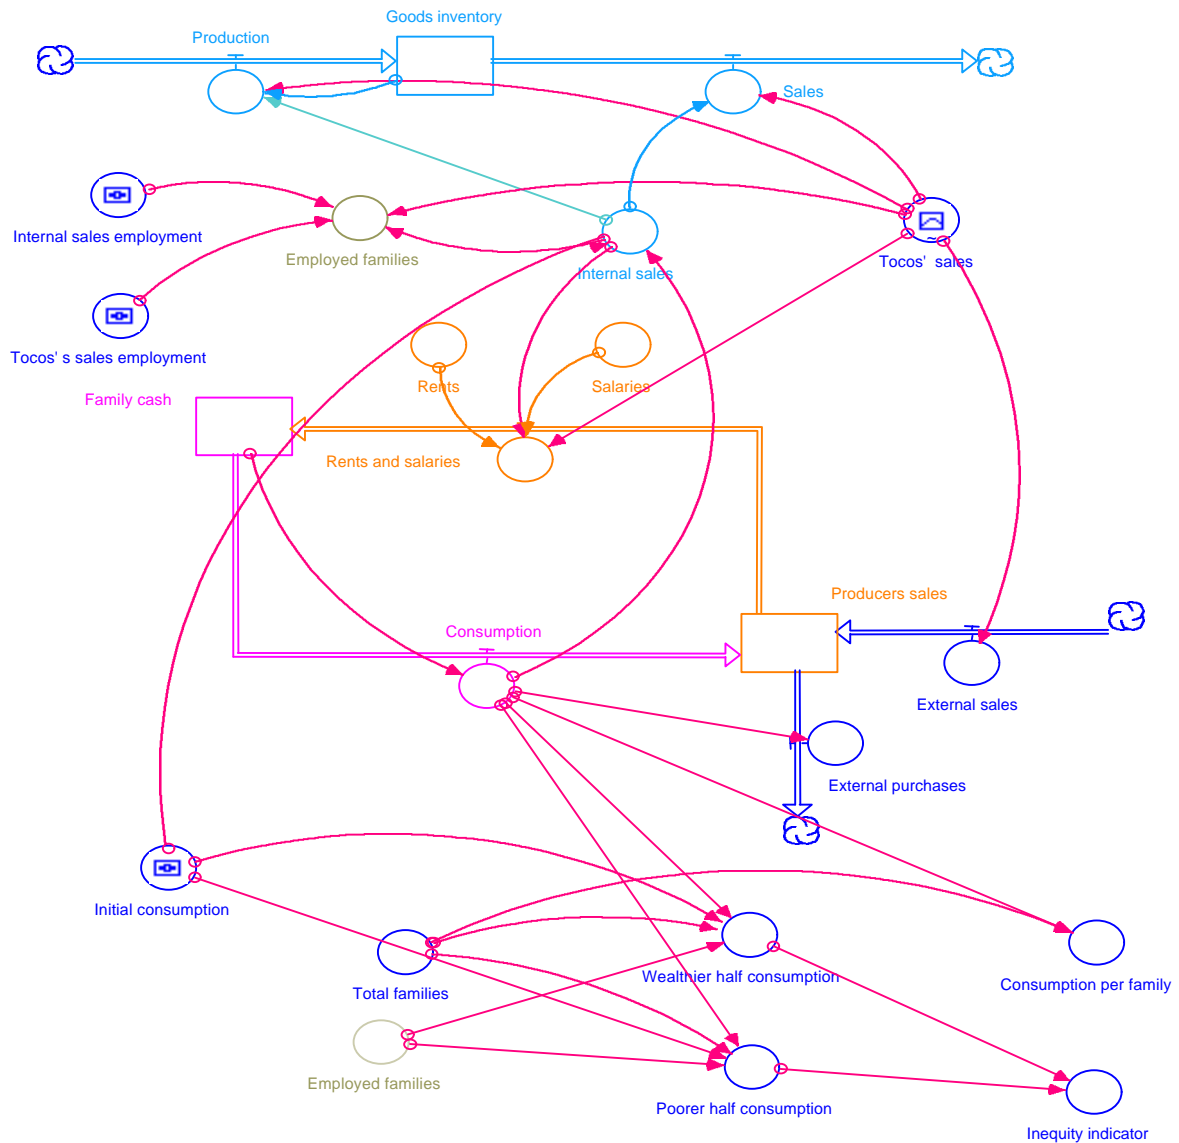 Goods inventory
Production
Sales
Internal sales employment
Employed families
Internal sales
Tocos'  sales
~
Tocos' s sales employment
Rents
Salaries
Family cash
Rents and salaries
Producers sales
Consumption
External sales
External purchases
Initial consumption
Total families
Wealthier half consumption
Consumption per family
Employed families
Poorer half consumption
Inequity indicator